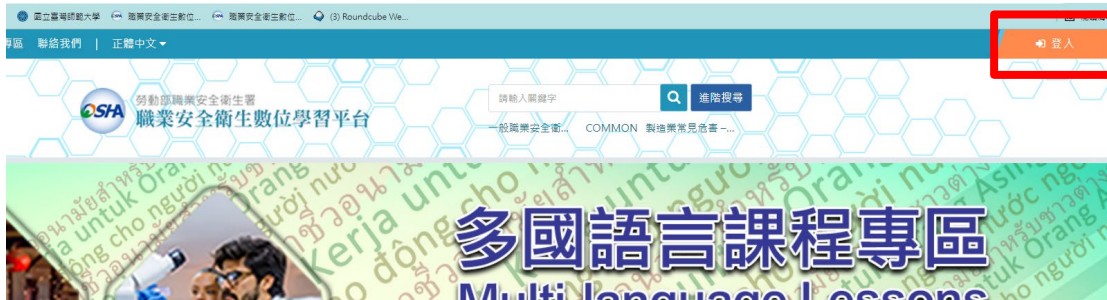 國立臺灣師範大學 職業安全衛生數位... 職業安全衛生數位... (3) Roundcube We...
專區 聯絡我們 | 正體中文
登入
OSHA 勞動部職業安全衛生署
職業安全衛生數位學習平台
請輸入關鍵字 進階搜尋
一般職業安全衛... COMMON 製造業常見危害 –...
多國語言課程專區
Multi-language Lessons